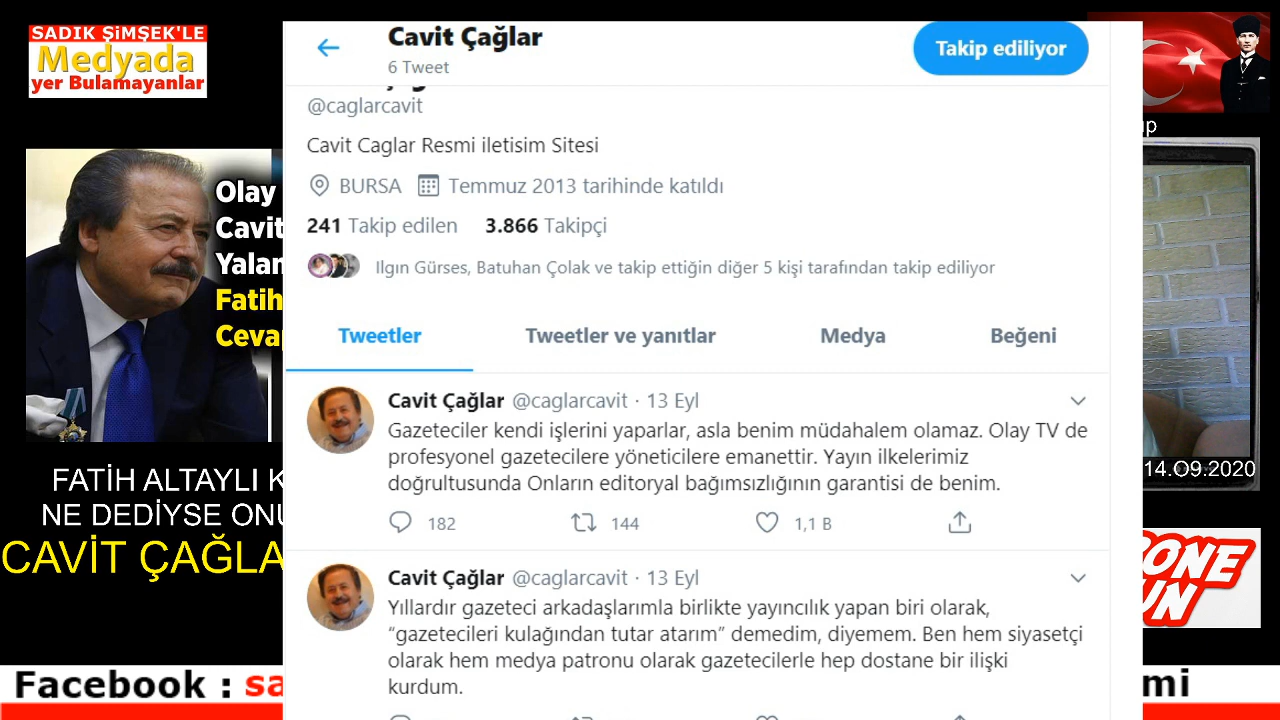 SADIK ŞiMŞEK'LE
Medyada
yer Bulamayanlar
Cavit Çağlar
6 Tweet
Takip ediliyor
@caglarcavit
Cavit Caglar Resmi iletisim Sitesi
BURSA Temmuz 2013 tarihinde katıldı
241 Takip edilen 3.866 Takipçi
Ilgın Gürses, Batuhan Çolak ve takip ettiğin diğer 5 kişi tarafından takip ediliyor
Tweetler Tweetler ve yanıtlar Medya Beğeni
Cavit Çağlar @caglarcavit · 13 Eyl
Gazeteciler kendi işlerini yaparlar, asla benim müdahalem olamaz. Olay TV de
profesyonel gazetecilere yöneticilere emanettir. Yayın ilkelerimiz
doğrultusunda Onların editoryal bağımsızlığının garantisi de benim.
182 144 1,1 B
Cavit Çağlar @caglarcavit · 13 Eyl
Yıllardır gazeteci arkadaşlarımla birlikte yayıncılık yapan biri olarak,
“gazetecileri kulağından tutar atarım” demedim, diyemem. Ben hem siyasetçi
olarak hem medya patronu olarak gazetecilerle hep dostane bir ilişki
kurdum.
Olay
Cavit
Yalan
Fatih
Ceva
FATİH ALTAYLI K
NE DEDİYSE ONU
CAVİT ÇAĞLA
14.O9.2020
ONE
UN
Facebook : sa
mi